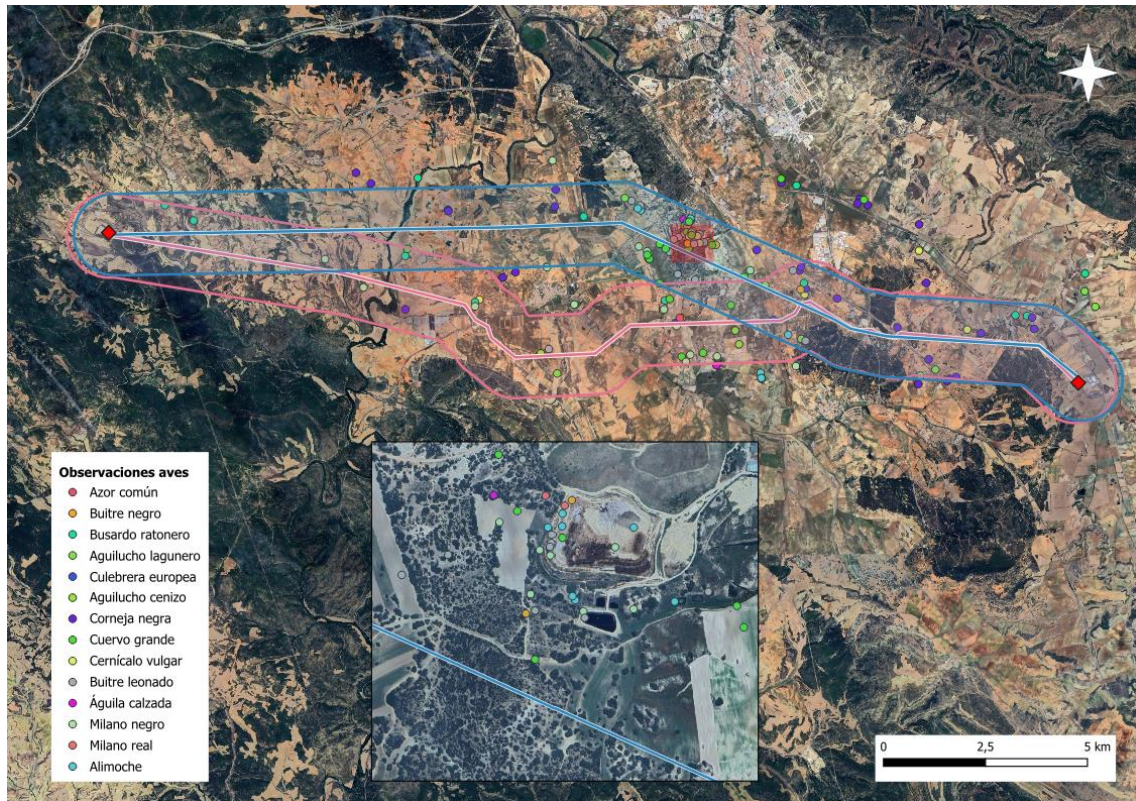 Observaciones aves
Azor común
Buitre negro
Busardo ratonero
Aguilucho lagunero
Culebrera europea
Aguilucho cenizo
Corneja negra
Cuervo grande
Cernícalo vulgar
Buitre leonado
Águila calzada
Milano negro
Milano real
Alimoche
0 2,5 5 km